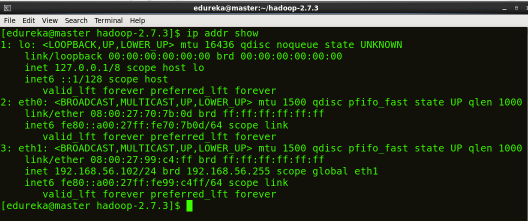 edureka@master:~/hadoop-2.7.3
File Edit View Search Terminal Help
[edureka@master hadoop-2.7.3]$ ip addr show
1: lo: <LOOPBACK,UP,LOWER_UP> mtu 16436 qdisc noqueue state UNKNOWN
    link/loopback 00:00:00:00:00:00 brd 00:00:00:00:00:00
    inet 127.0.0.1/8 scope host lo
    inet6 ::1/128 scope host
       valid_lft forever preferred_lft forever
2: eth0: <BROADCAST,MULTICAST,UP,LOWER_UP> mtu 1500 qdisc pfifo_fast state UP qlen 1000
    link/ether 08:00:27:70:7b:0d brd ff:ff:ff:ff:ff:ff
    inet6 fe80::a00:27ff:fe70:7b0d/64 scope link
       valid_lft forever preferred_lft forever
3: eth1: <BROADCAST,MULTICAST,UP,LOWER_UP> mtu 1500 qdisc pfifo_fast state UP qlen 1000
    link/ether 08:00:27:99:c4:ff brd ff:ff:ff:ff:ff:ff
    inet 192.168.56.102/24 brd 192.168.56.255 scope global eth1
    inet6 fe80::a00:27ff:fe99:c4ff/64 scope link
       valid_lft forever preferred_lft forever
[edureka@master hadoop-2.7.3]$